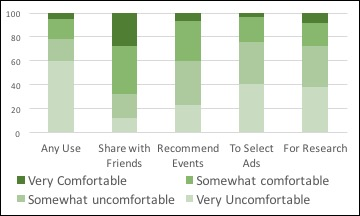 100
80
60
40
20
0
Any Use Share with Recommend To Select For Research
Friends Events Ads
Very Comfortable Somewhat comfortable
Somewhat uncomfortable Very Uncomfortable